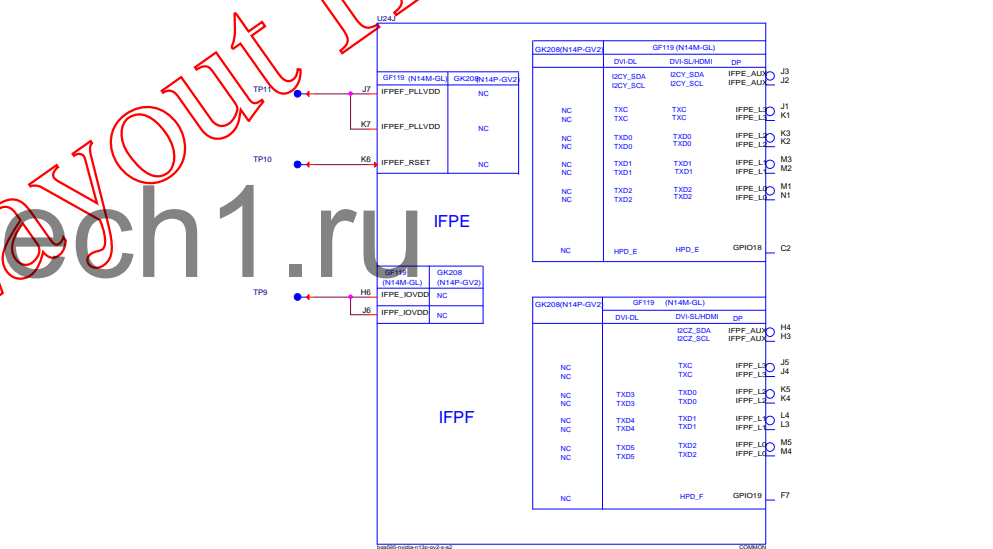 U24J
GK208(N14P-GV2) GF119 (N14M-GL)
DVI-DL DVI-SL/HDMI DP
I2CY_SDA I2CY_SDA IFPE_AUX J3
I2CY_SCL I2CY_SCL IFPE_AUX J2
NC TXC TXC IFPE_L3 J1
NC TXC TXC IFPE_L3 K1
NC TXD0 TXD0 IFPE_L2 K3
NC TXD0 TXD0 IFPE_L2 K2
NC TXD1 TXD1 IFPE_L1 M3
NC TXD1 TXD1 IFPE_L1 M2
NC TXD2 TXD2 IFPE_L0 M1
NC TXD2 TXD2 IFPE_L0 N1
NC HPD_E HPD_E GPIO18 C2
GF119 (N14M-GL) GK208(N14P-GV2)
TP11 J7 IFPEF_PLLVDD NC
K7 IFPEF_PLLVDD NC
TP10 K6 IFPEF_RSET NC
IFPE
ech1.ru
ayout
GF119 (N14M-GL) GK208 (N14P-GV2)
TP9 H6 IFPE_IOVDD NC
J6 IFPF_IOVDD NC
IFPF
GK208(N14P-GV2) GF119 (N14M-GL)
DVI-DL DVI-SL/HDMI DP
I2CZ_SDA IFPF_AUX H4
I2CZ_SCL IFPF_AUX H3
NC TXC IFPF_L3 J5
NC TXC IFPF_L3 J4
NC TXD3 TXD0 IFPF_L2 K5
NC TXD3 TXD0 IFPF_L2 K4
NC TXD4 TXD1 IFPF_L1 L4
NC TXD4 TXD1 IFPF_L1 L3
NC TXD5 TXD2 IFPF_L0 M5
NC TXD5 TXD2 IFPF_L0 M4
NC HPD_F GPIO19 F7
bga595-nvidia-n13p-gv2-s-a2 COMMON